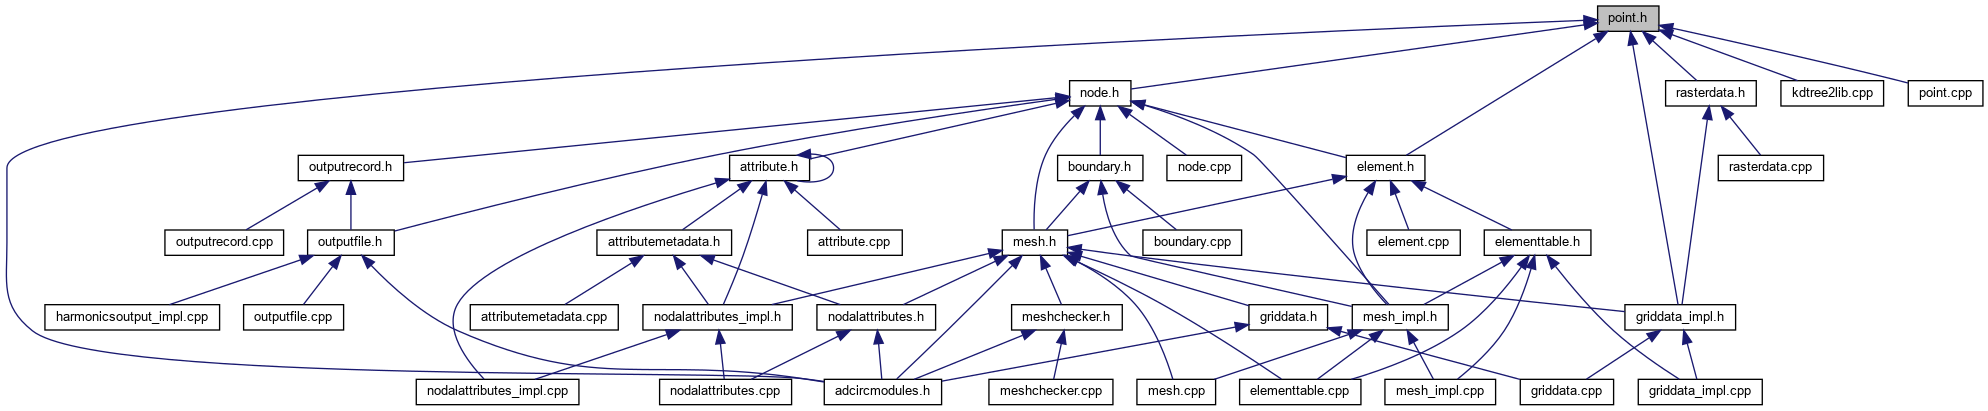 point.h
node.h
rasterdata.h
kdtree2lib.cpp
point.cpp
outputrecord.h
attribute.h
boundary.h
node.cpp
element.h
rasterdata.cpp
outputrecord.cpp
outputfile.h
attributemetadata.h
attribute.cpp
mesh.h
boundary.cpp
element.cpp
elementtable.h
harmonicsoutput_impl.cpp
outputfile.cpp
attributemetadata.cpp
nodalattributes_impl.h
nodalattributes.h
meshchecker.h
griddata.h
mesh_impl.h
griddata_impl.h
nodalattributes_impl.cpp
nodalattributes.cpp
adcircmodules.h
meshchecker.cpp
mesh.cpp
elementtable.cpp
mesh_impl.cpp
griddata.cpp
griddata_impl.cpp